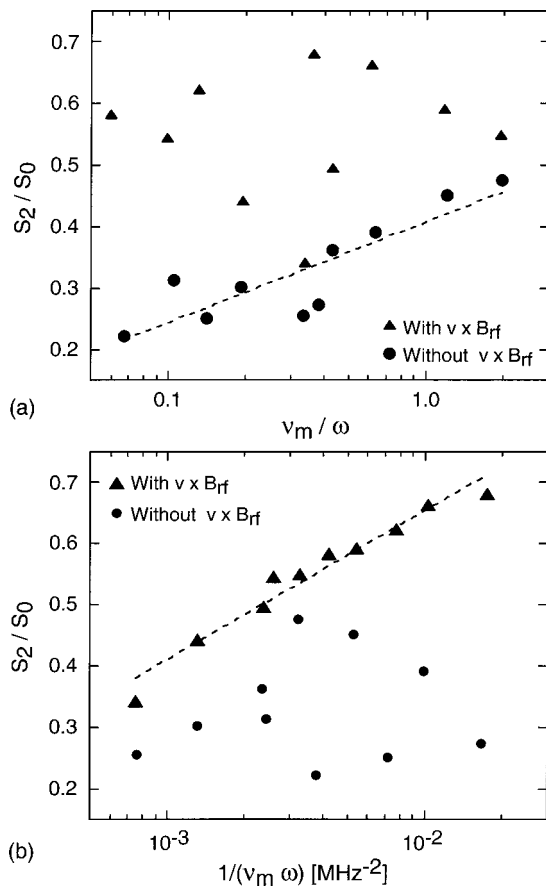 0.7
0.6
0.5
0.4
0.3
0.2
S2 / S0
With v x Brf
Without v x Brf
0.1
1.0
(a)
νm / ω
0.7
0.6
0.5
0.4
0.3
0.2
S2 / S0
With v x Brf
Without v x Brf
10-3
10-2
(b)
1/(νm ω) [MHz-2]